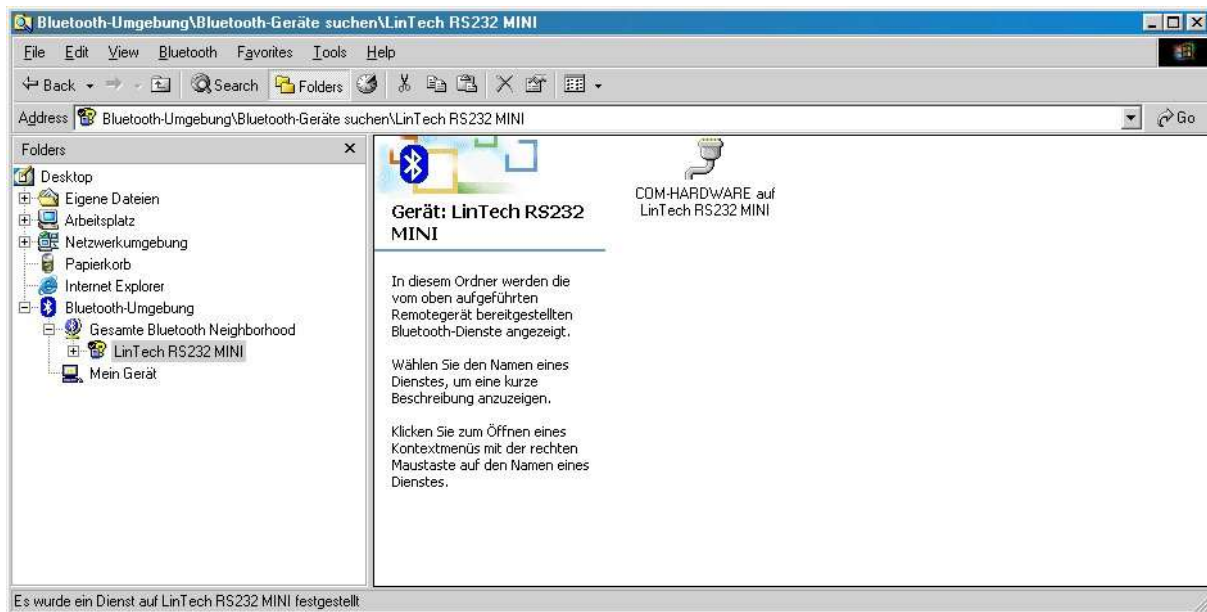 Bluetooth-Umgebung\Bluetooth-Geräte suchen\LinTech RS232 MINI
File Edit View Bluetooth Favorites Tools Help
Back Search Folders
Address Bluetooth-Umgebung\Bluetooth-Geräte suchen\LinTech RS232 MINI Go
Folders
Desktop
Eigene Dateien
Arbeitsplatz
Netzwerkumgebung
Papierkorb
Internet Explorer
Bluetooth-Umgebung
Gesamte Bluetooth Neighborhood
LinTech RS232 MINI
Mein Gerät
Gerät: LinTech RS232
MINI
In diesem Ordner werden die
vom oben aufgeführten
Remotegerät bereitgestellten
Bluetooth-Dienste angezeigt.
Wählen Sie den Namen eines
Dienstes, um eine kurze
Beschreibung anzuzeigen.
Klicken Sie zum Öffnen eines
Kontextmenüs mit der rechten
Maustaste auf den Namen eines
Dienstes.
COM-HARDWARE auf
LinTech RS232 MINI
Es wurde ein Dienst auf LinTech RS232 MINI festgestellt